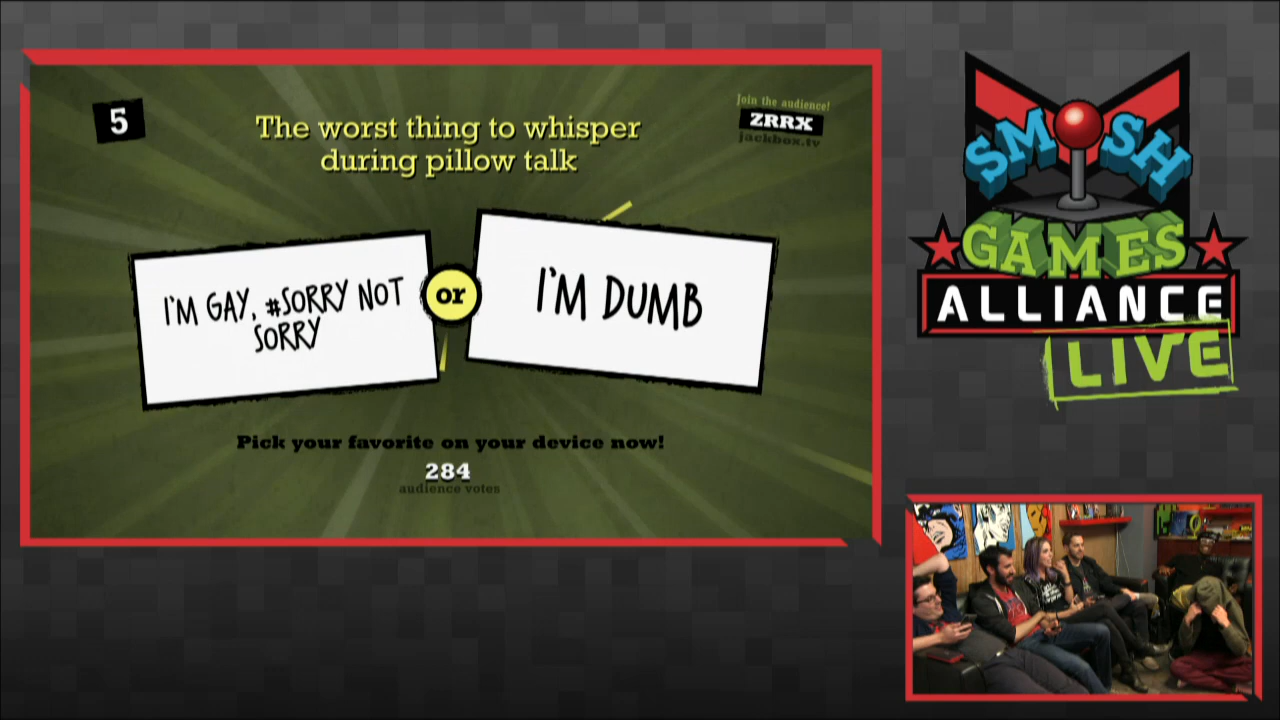 5
The worst thing to whisper
during pillow talk
Join the audience!
ZRRX
jackbox.tv
I'M GAY, #SORRY NOT
SORRY
or
I'M DUMB
Pick your favorite on your device now!
284
audience votes
SMOSH
GAMES
ALLIANCE
LIVE